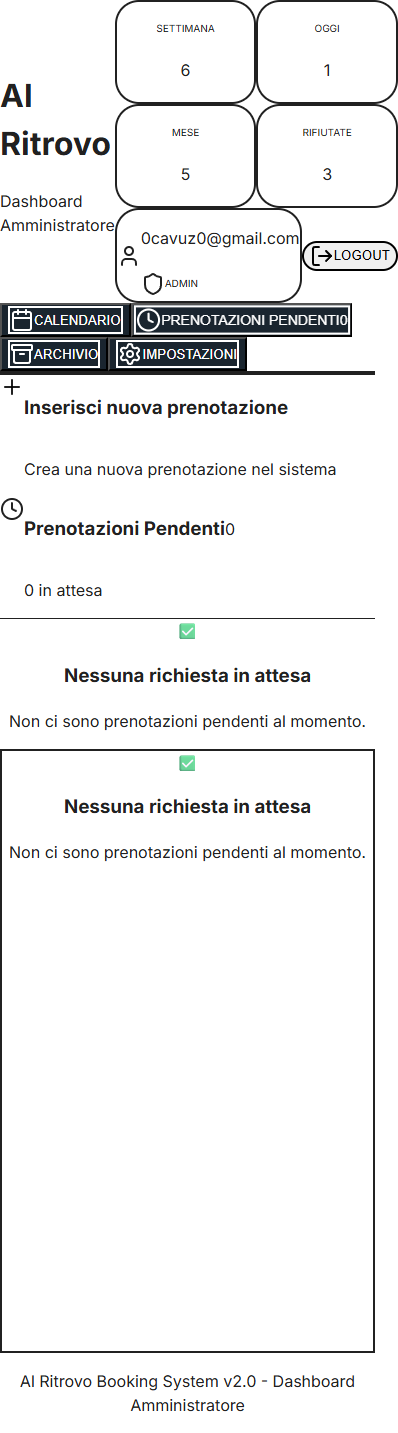 Al
Ritrovo
Dashboard
Amministratore
SETTIMANA
6
OGGI
1
MESE
5
RIFIUTATE
3
0cavuz0@gmail.com
ADMIN
LOGOUT
CALENDARIO
PRENOTAZIONI PENDENTI0
ARCHIVIO
IMPOSTAZIONI
Inserisci nuova prenotazione
Crea una nuova prenotazione nel sistema
Prenotazioni Pendenti0
0 in attesa
Nessuna richiesta in attesa
Non ci sono prenotazioni pendenti al momento.
Nessuna richiesta in attesa
Non ci sono prenotazioni pendenti al momento.
Al Ritrovo Booking System v2.0 - Dashboard
Amministratore